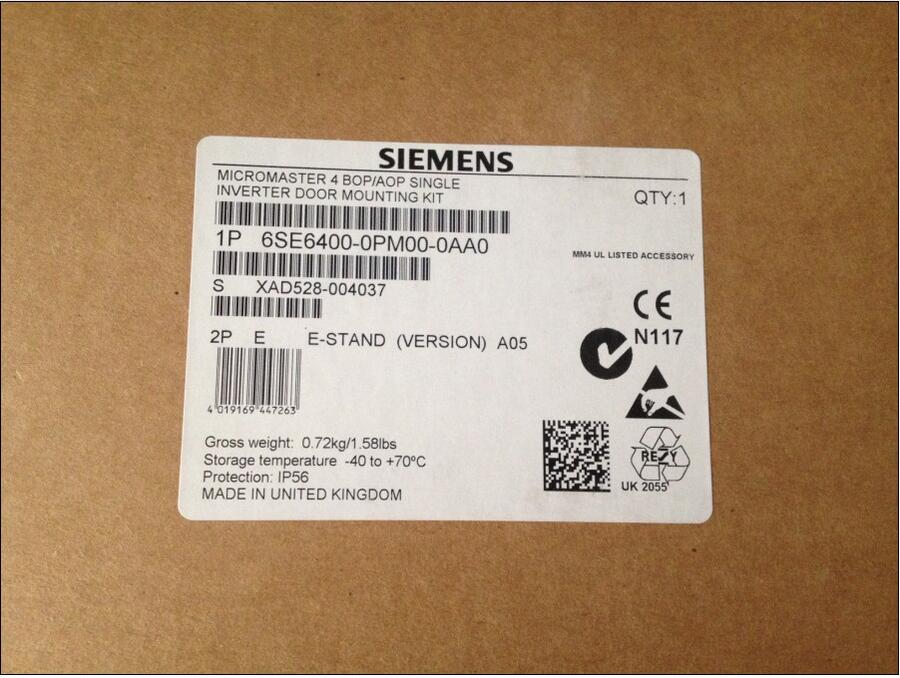 SIEMENS
MICROMASTER 4 BOP/AOP SINGLE
INVERTER DOOR MOUNTING KIT
QTY:1
1P 6SE6400-0PM00-0AA0
MM4 UL LISTED ACCESSORY
S XAD528-004037
CE
N117
2P E E-STAND (VERSION) A05
4 019169 447263
Gross weight: 0.72kg/1.58lbs
Storage temperature -40 to +70ºC
Protection: IP56
MADE IN UNITED KINGDOM
RESY
UK 2055